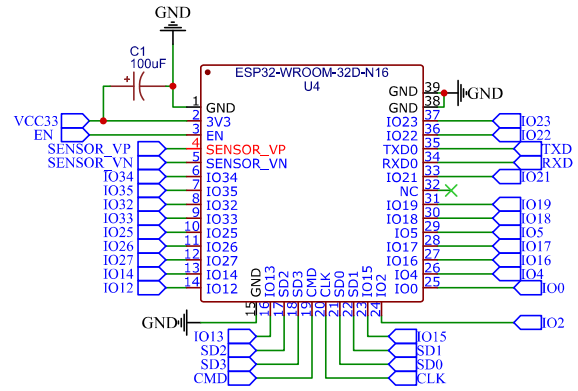 GND
C1
100uF
ESP32-WROOM-32D-N16
U4
GND 39 GND
1 GND GND 38
VCC33 2 3V3 IO23 37 IO23
EN 3 EN IO22 36 IO22
SENSOR_VP 4 SENSOR_VP TXD0 35 TXD
SENSOR_VN 5 SENSOR_VN RXD0 34 RXD
IO34 6 IO34 IO21 33 IO21
IO35 7 IO35 NC 32
IO32 8 IO32 IO19 31 IO19
IO33 9 IO33 IO18 30 IO18
IO25 10 IO25 IO5 29 IO5
IO26 11 IO26 IO17 28 IO17
IO27 12 IO27 IO16 27 IO16
IO14 13 IO14 IO4 26 IO4
IO12 14 IO12 IO0 25 IO0
GND IO13 SD2 SD3 CMD CLK SD0 SD1 IO15 IO2
15 16 17 18 19 20 21 22 23 24
GND IO2
IO13 IO15
SD2 SD1
SD3 SD0
CMD CLK